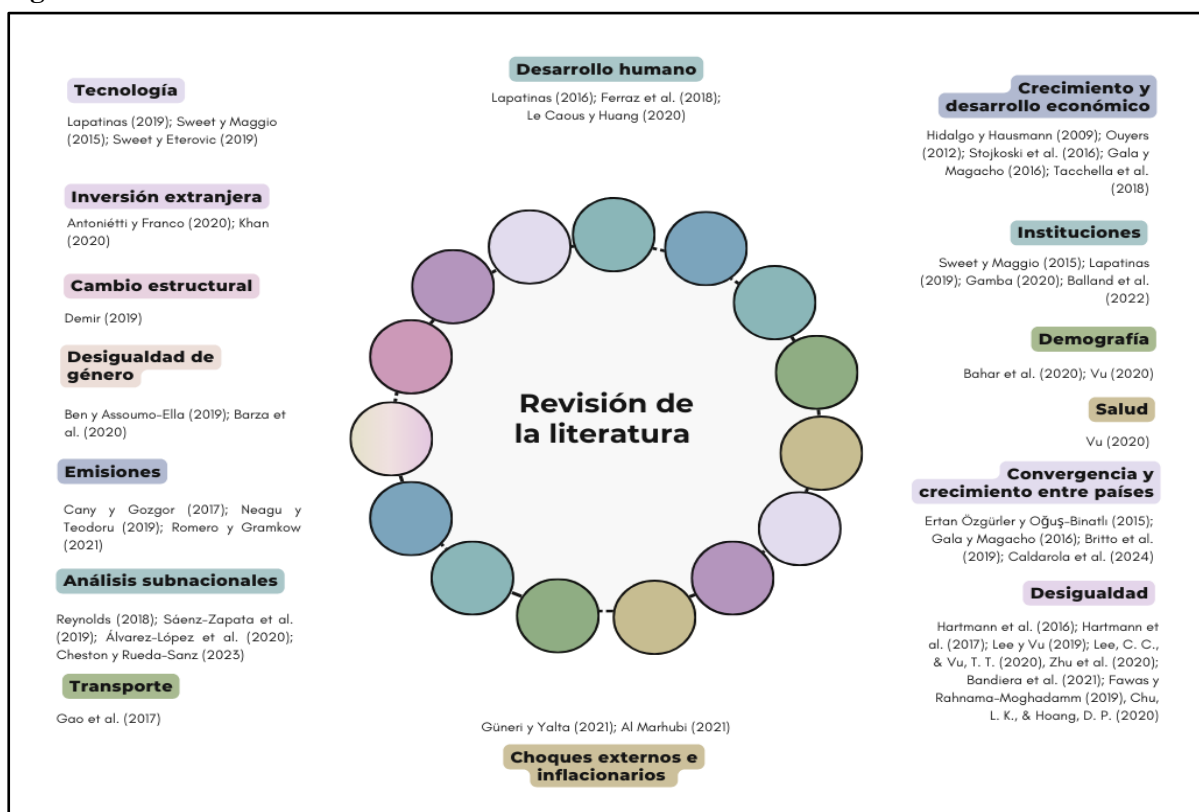 Tecnología
Lapatinas (2019); Sweet y Maggio
(2015); Sweet y Eterovic (2019)
Inversión extranjera
Antoniétti y Franco (2020); Khan
(2020)
Cambio estructural
Demir (2019)
Desigualdad de
género
Ben y Assoumo-Ella (2019); Barza et
al. (2020)
Emisiones
Cany y Gozgor (2017); Neagu y
Teodoru (2019); Romero y Gramkow
(2021)
Análisis subnacionales
Reynolds (2018); Sáenz-Zapata et al.
(2019); Álvarez-López et al. (2020);
Cheston y Rueda-Sanz (2023)
Transporte
Gao et al. (2017)
Desarrollo humano
Lapatinas (2016); Ferraz et al. (2018);
Le Caous y Huang (2020)
Revisión de
la literatura
Güneri y Yalta (2021); Al Marhubi (2021)
Choques externos e
inflacionarios
Crecimiento y
desarrollo económico
Hidalgo y Hausmann (2009); Ouyers
(2012); Stojkoski et al. (2016); Gala y
Magacho (2016); Tacchella et al.
(2018)
Instituciones
Sweet y Maggio (2015); Lapatinas
(2019); Gamba (2020); Balland et al.
(2022)
Demografía
Bahar et al. (2020); Vu (2020)
Salud
Vu (2020)
Convergencia y
crecimiento entre países
Ertan Özgürler y Oğuş-Binatlı (2015);
Gala y Magacho (2016); Britto et al.
(2019); Caldarola et al. (2024)
Desigualdad
Hartmann et al. (2016); Hartmann et
al. (2017); Lee y Vu (2019); Lee, C. C.,
& Vu, T. T. (2020), Zhu et al. (2020);
Bandiera et al. (2021); Fawas y
Rahnama-Moghadamm (2019), Chu,
L. K., & Hoang, D. P. (2020)